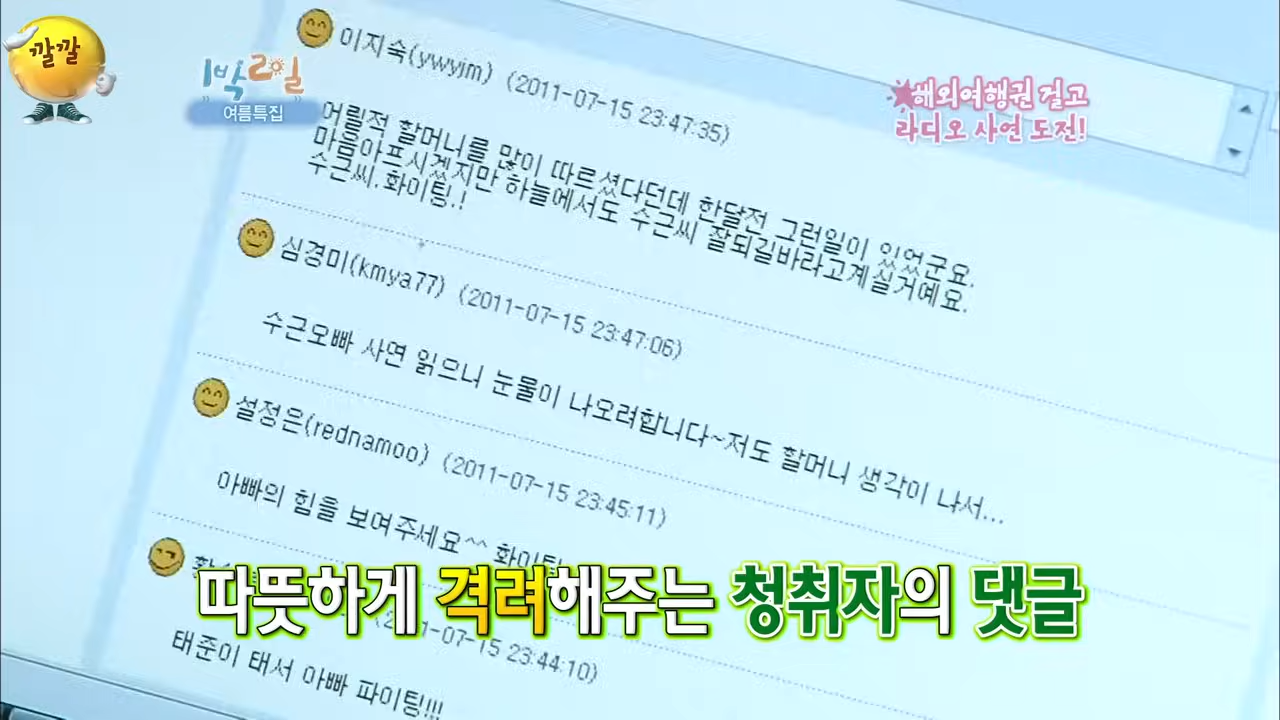 깔깔
1박2일
여름특집
해외여행권 걸고
라디오 사연 도전!
이지숙(ywyjm) (2011-07-15 23:47:35)
어릴적 할머니를 많이 따르셨다던데 한달전 그런일이 있었군요.
마음아프시겠지만 하늘에서도 수근씨 잘되길바라고계실거예요.
수근씨.화이팅.!
심경미(kmya77) (2011-07-15 23:47:06)
수근오빠 사연 읽으니 눈물이 나오려합니다~저도 할머니 생각이 나서...
설정은(rednamoo) (2011-07-15 23:45:11)
아빠의 힘을 보여주세요^^ 화이팅
(2011-07-15 23:44:10)
태준이 태서 아빠 파이팅!!!
따뜻하게 격려해주는 청취자의 댓글